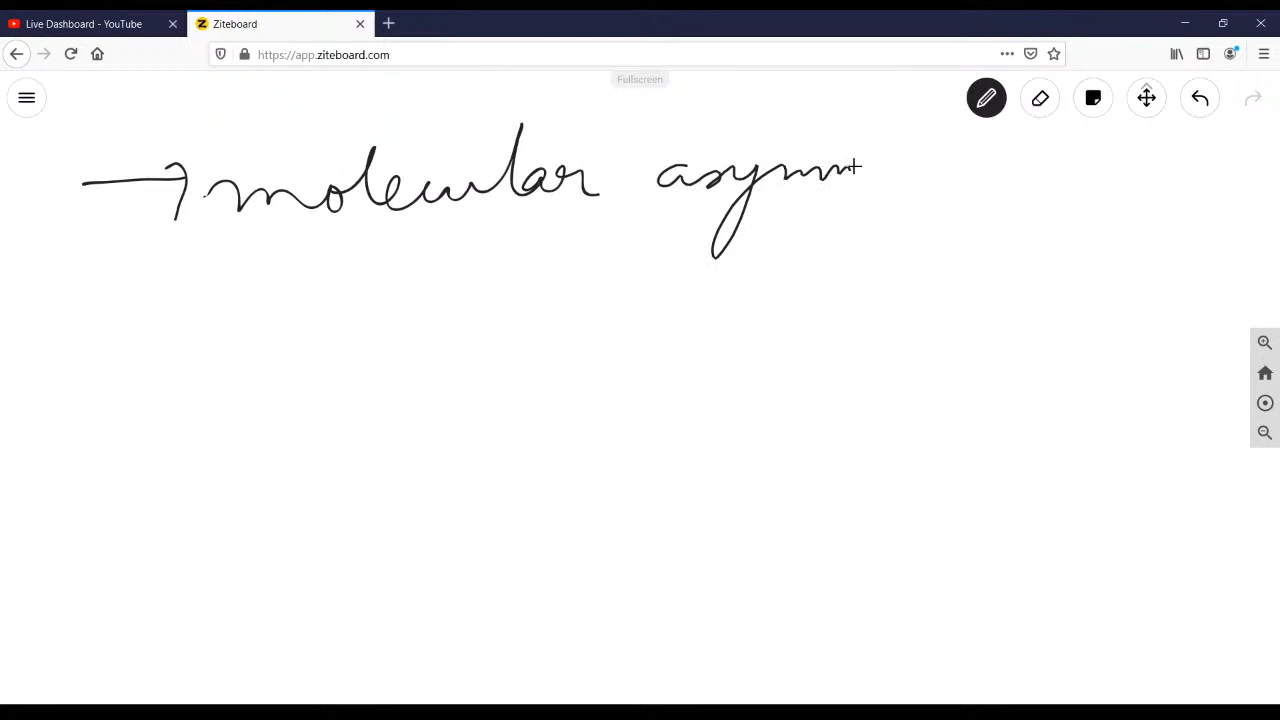 Live Dashboard - YouTube
Ziteboard
https://app.ziteboard.com
Fullscreen
→ molecular asymm